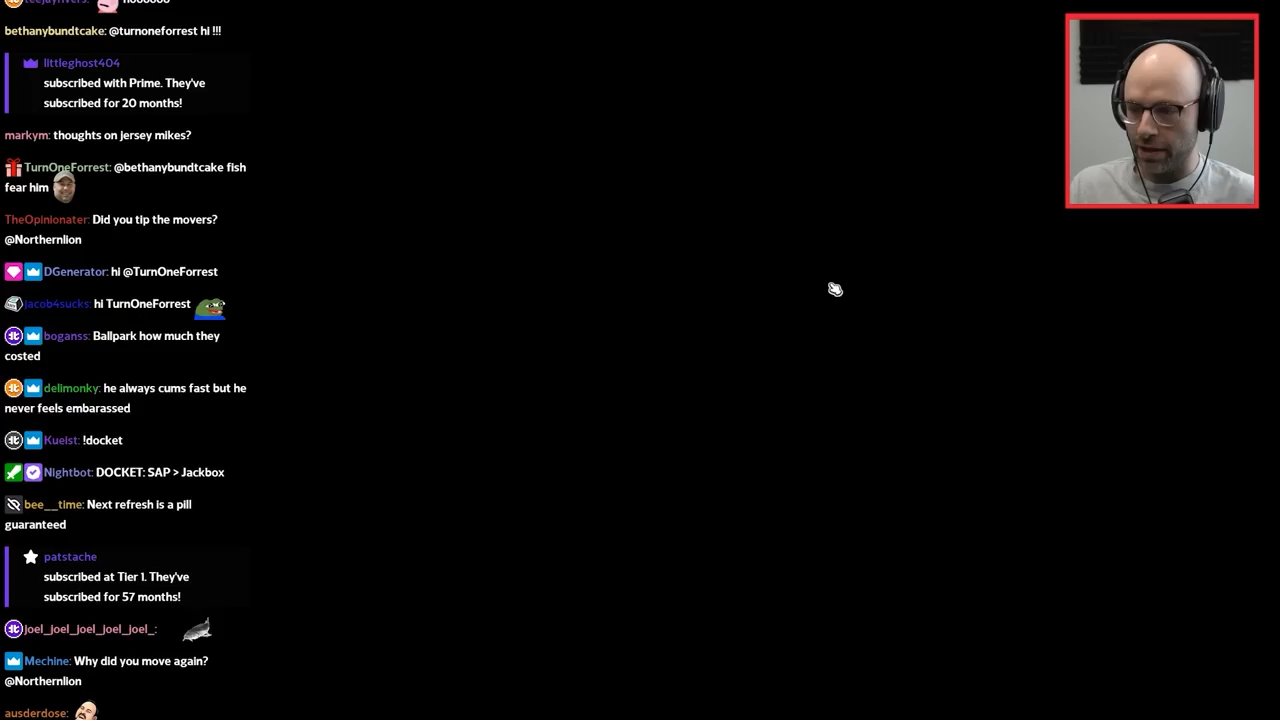 teejayrivers: nooooooo
bethanybundtcake: @turnoneforrest hi !!!
littleghost404
subscribed with Prime. They've
subscribed for 20 months!
markym: thoughts on jersey mikes?
TurnOneForrest: @bethanybundtcake fish
fear him
TheOpinionater: Did you tip the movers?
@Northernlion
DGenerator: hi @TurnOneForrest
jacob4sucks: hi TurnOneForrest
boganss: Ballpark how much they
costed
delimonky: he always cums fast but he
never feels embarassed
Kueist: !docket
Nightbot: DOCKET: SAP > Jackbox
bee__time: Next refresh is a pill
guaranteed
patstache
subscribed at Tier 1. They've
subscribed for 57 months!
joel_joel_joel_joel_joel_:
Mechine: Why did you move again?
@Northernlion
ausderdose: